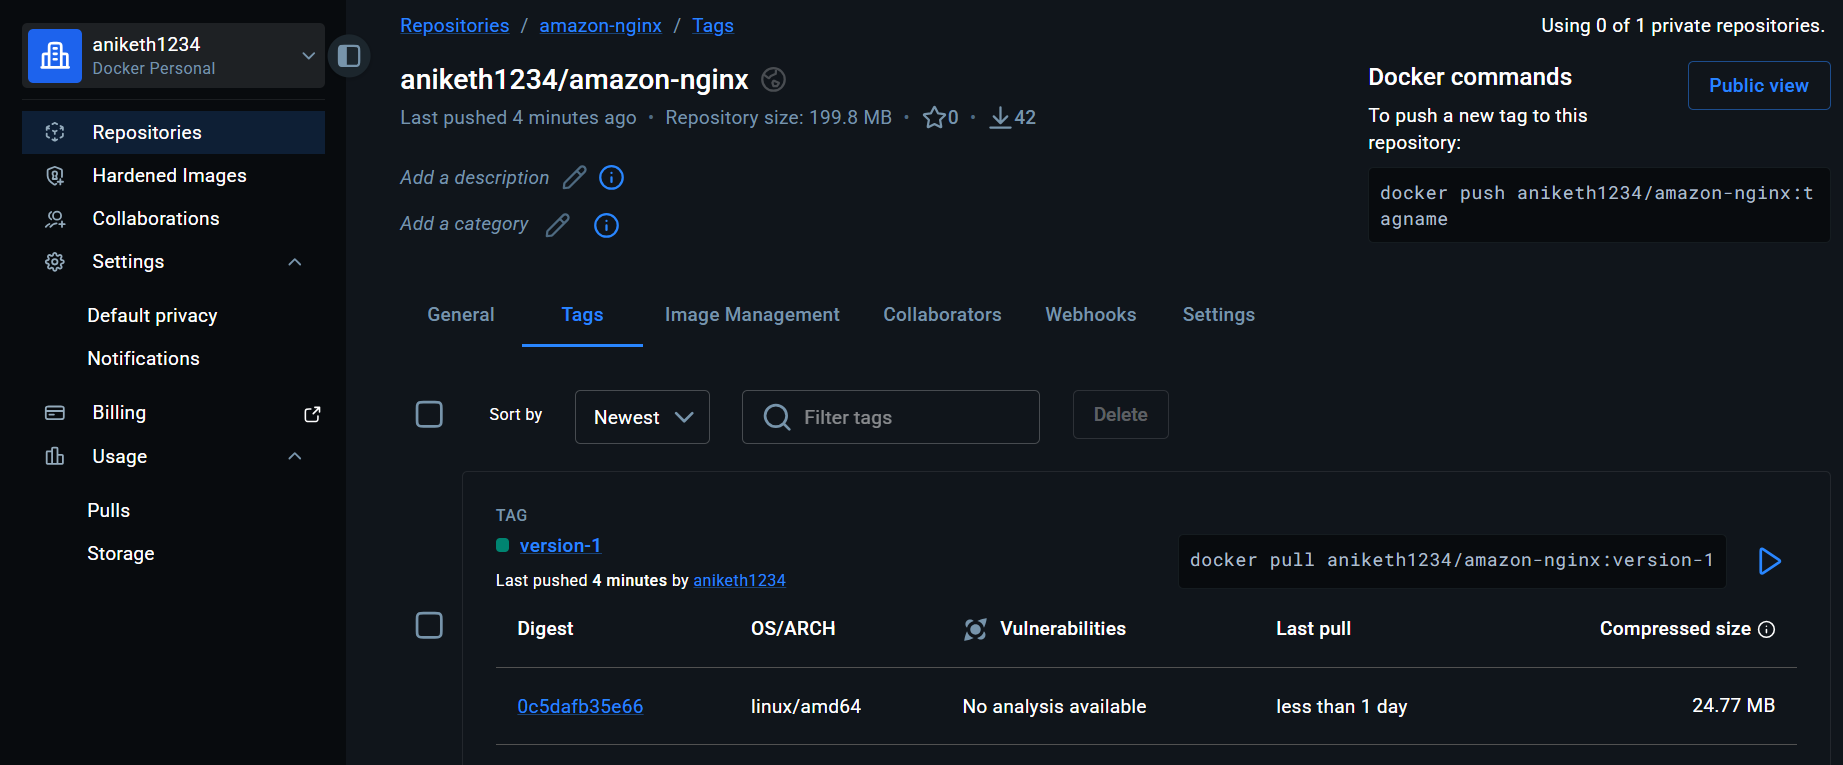 aniketh1234
Docker Personal
Repositories
Hardened Images
Collaborations
Settings
Default privacy
Notifications
Billing
Usage
Pulls
Storage
Repositories / amazon-nginx / Tags
Using 0 of 1 private repositories.
aniketh1234/amazon-nginx
Last pushed 4 minutes ago • Repository size: 199.8 MB • 0 • 42
Add a description
Add a category
Docker commands
Public view
To push a new tag to this
repository:
docker push aniketh1234/amazon-nginx:t
agname
General Tags Image Management Collaborators Webhooks Settings
Sort by Newest Filter tags Delete
TAG
version-1
Last pushed 4 minutes by aniketh1234
docker pull aniketh1234/amazon-nginx:version-1
Digest OS/ARCH Vulnerabilities Last pull Compressed size
0c5dafb35e66 linux/amd64 No analysis available less than 1 day 24.77 MB